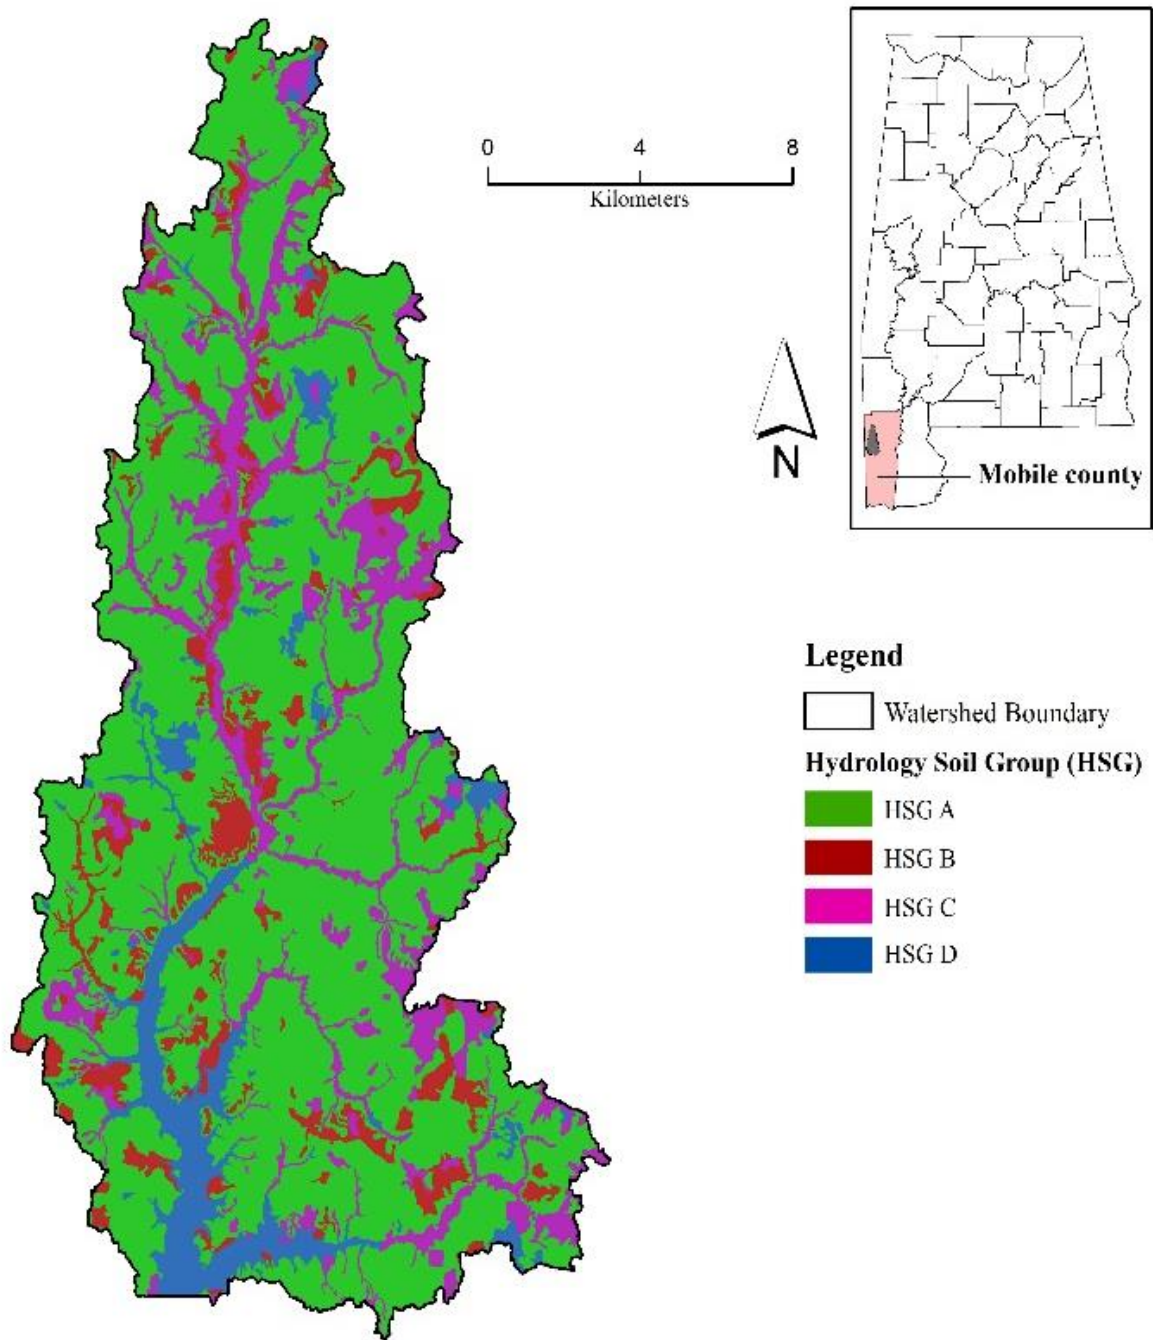 0 4 8
Kilometers
N
Mobile county
Legend
Watershed Boundary
Hydrology Soil Group (HSG)
HSG A
HSG B
HSG C
HSG D